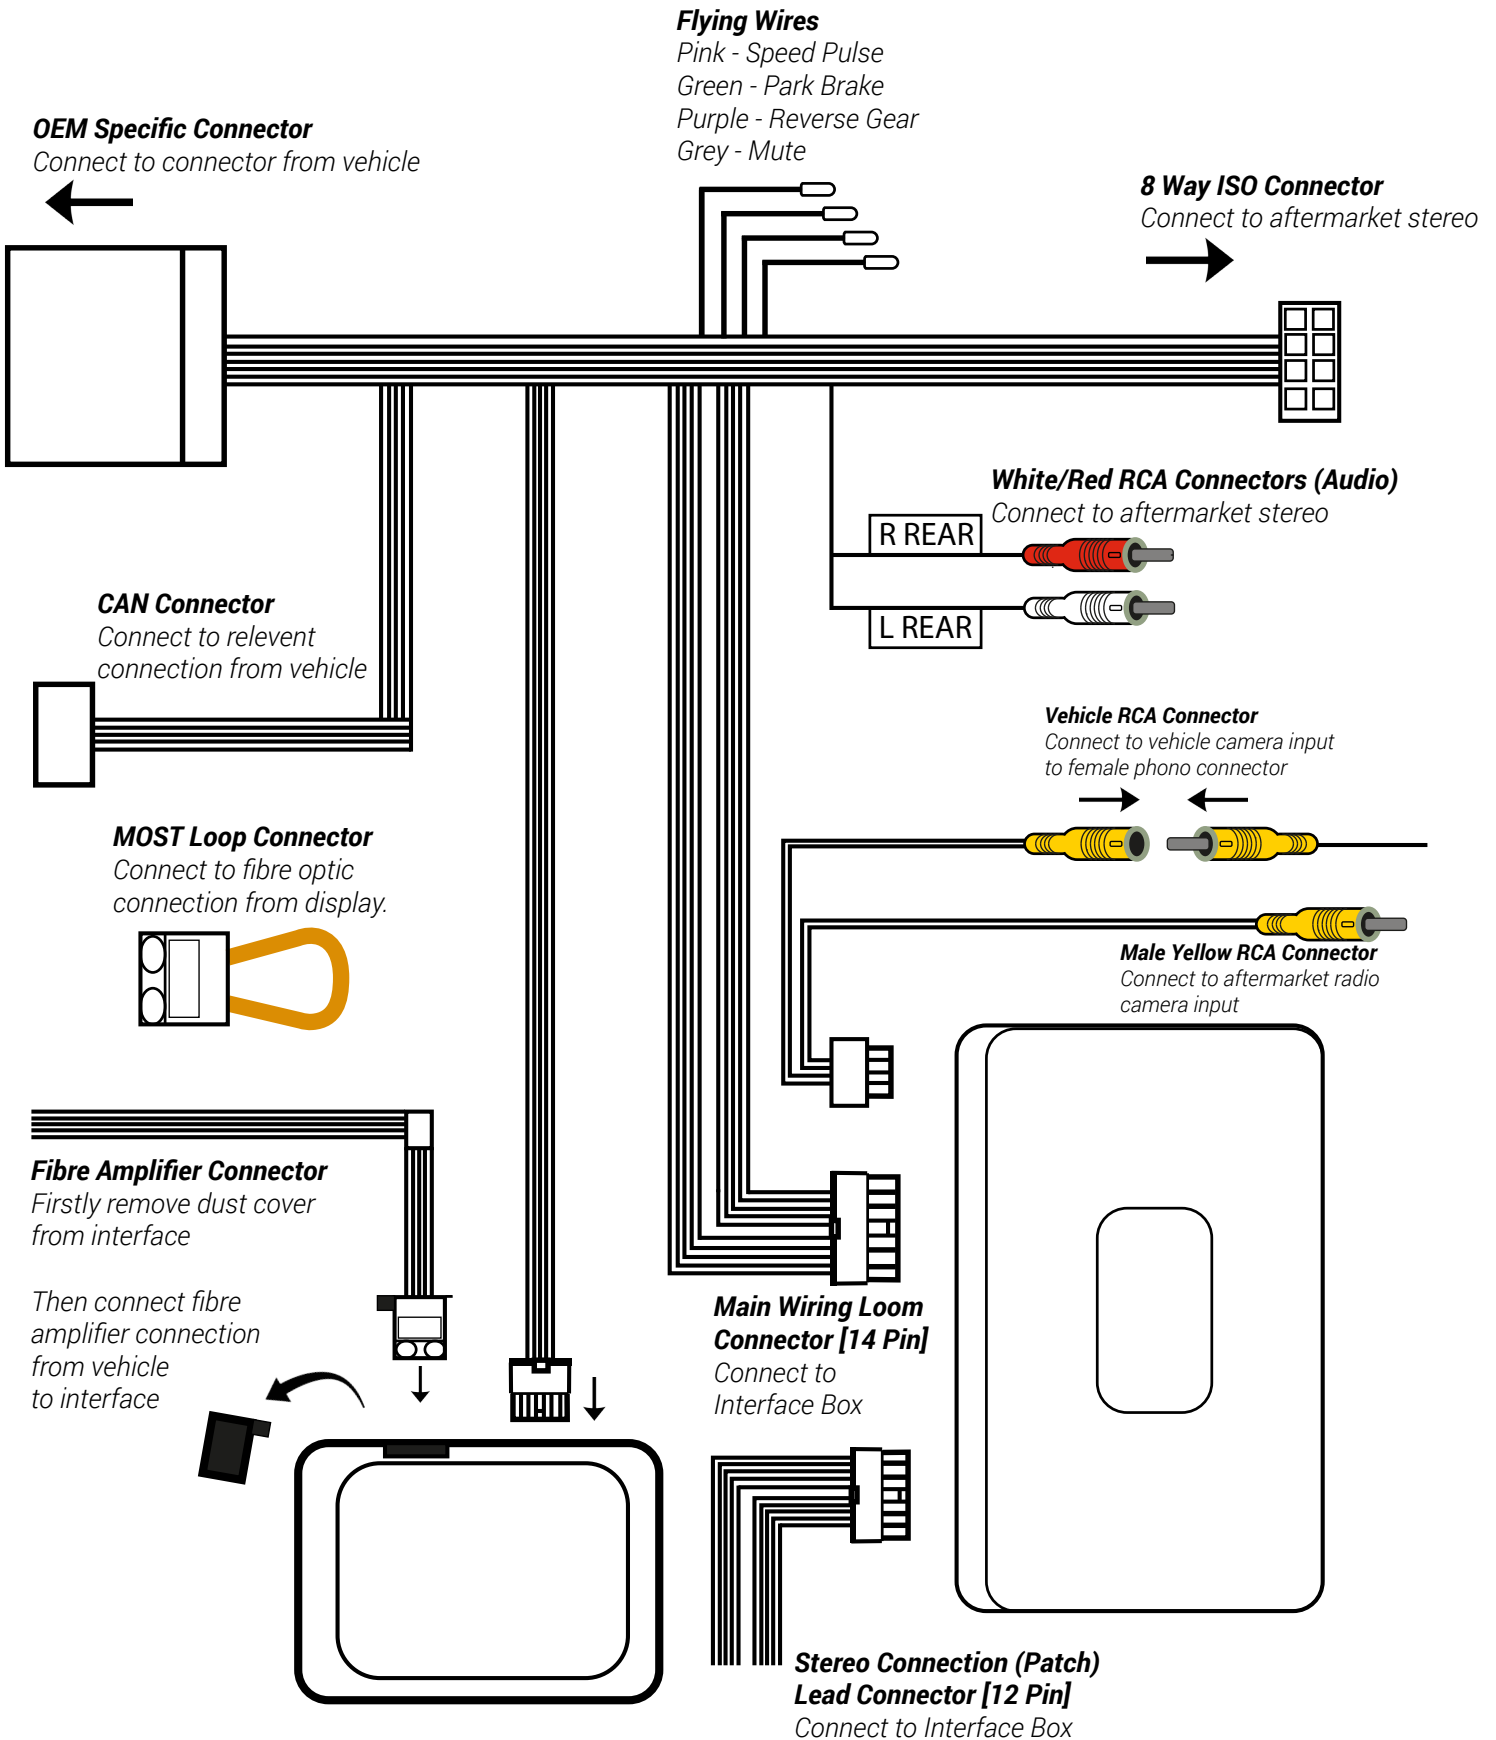 Flying Wires
Pink - Speed Pulse
Green - Park Brake
Purple - Reverse Gear
Grey - Mute
OEM Specific Connector
Connect to connector from vehicle
8 Way ISO Connector
Connect to aftermarket stereo
White/Red RCA Connectors (Audio)
Connect to aftermarket stereo
R REAR
L REAR
CAN Connector
Connect to relevent
connection from vehicle
Vehicle RCA Connector
Connect to vehicle camera input
to female phono connector
MOST Loop Connector
Connect to fibre optic
connection from display.
Male Yellow RCA Connector
Connect to aftermarket radio
camera input
Fibre Amplifier Connector
Firstly remove dust cover
from interface
Then connect fibre
amplifier connection
from vehicle
to interface
Main Wiring Loom
Connector [14 Pin]
Connect to
Interface Box
Stereo Connection (Patch)
Lead Connector [12 Pin]
Connect to Interface Box